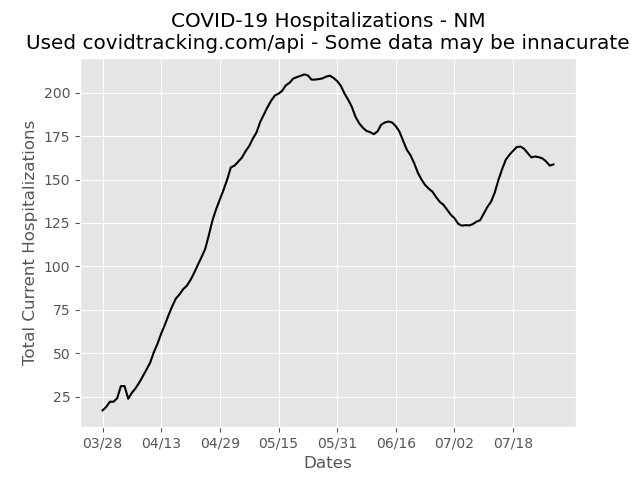 COVID-19 Hospitalizations - NM
Used covidtracking.com/api - Some data may be innacurate
Total Current Hospitalizations
200
175
150
125
100
75
50
25
03/28 04/13 04/29 05/15 05/31 06/16 07/02 07/18
Dates